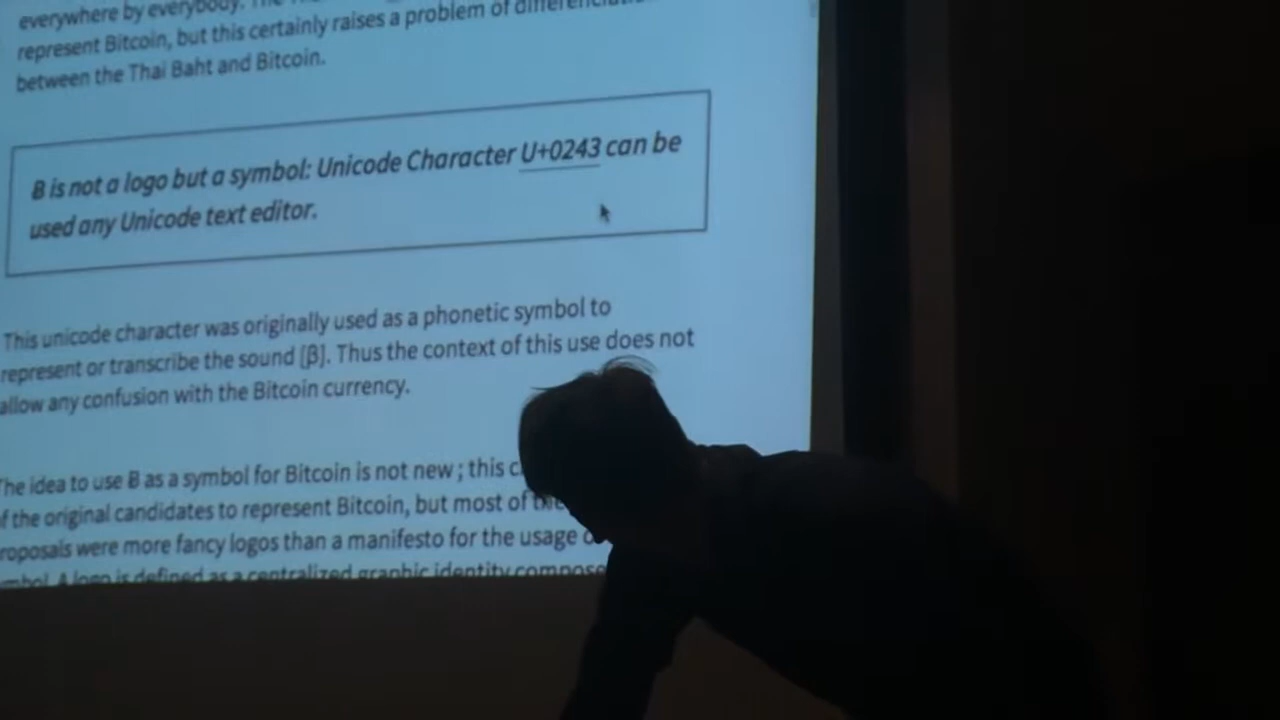 everywhere by everybody. The
represent Bitcoin, but this certainly raises a problem of
between the Thai Baht and Bitcoin.
Ƀ is not a logo but a symbol: Unicode Character U+0243 can be
used any Unicode text editor.
This unicode character was originally used as a phonetic symbol to
represent or transcribe the sound [β]. Thus the context of this use does not
allow any confusion with the Bitcoin currency.
The idea to use Ƀ as a symbol for Bitcoin is not new ; this
of the original candidates to represent Bitcoin, but most of
proposals were more fancy logos than a manifesto for the usage
A logo is defined as a centralized graphic identity